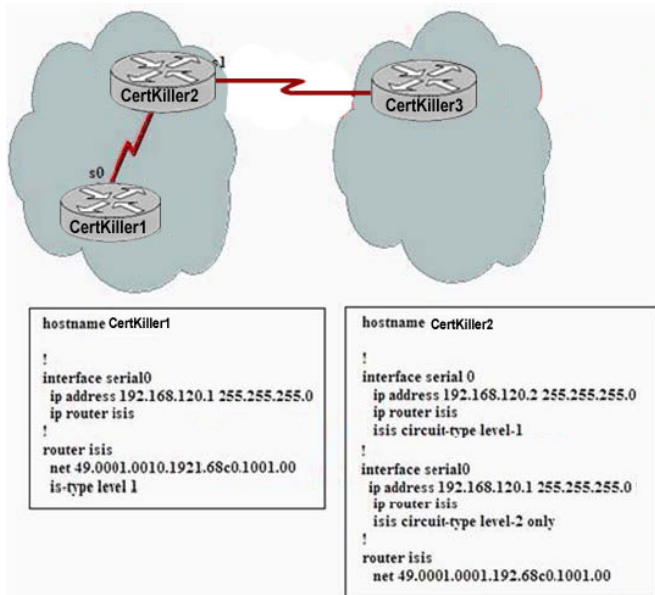 s1
CertKiller2
CertKiller3
s0
CertKiller1
hostname CertKiller1
!
interface serial0
ip address 192.168.120.1 255.255.255.0
ip router isis
!
router isis
net 49.0001.0010.1921.68c0.1001.00
is-type level 1
hostname CertKiller2
!
interface serial 0
ip address 192.168.120.2 255.255.255.0
ip router isis
isis circuit-type level-1
!
interface serial0
ip address 192.168.120.1 255.255.255.0
ip router isis
isis circuit-type level-2 only
!
router isis
net 49.0001.0001.192.68c0.1001.00